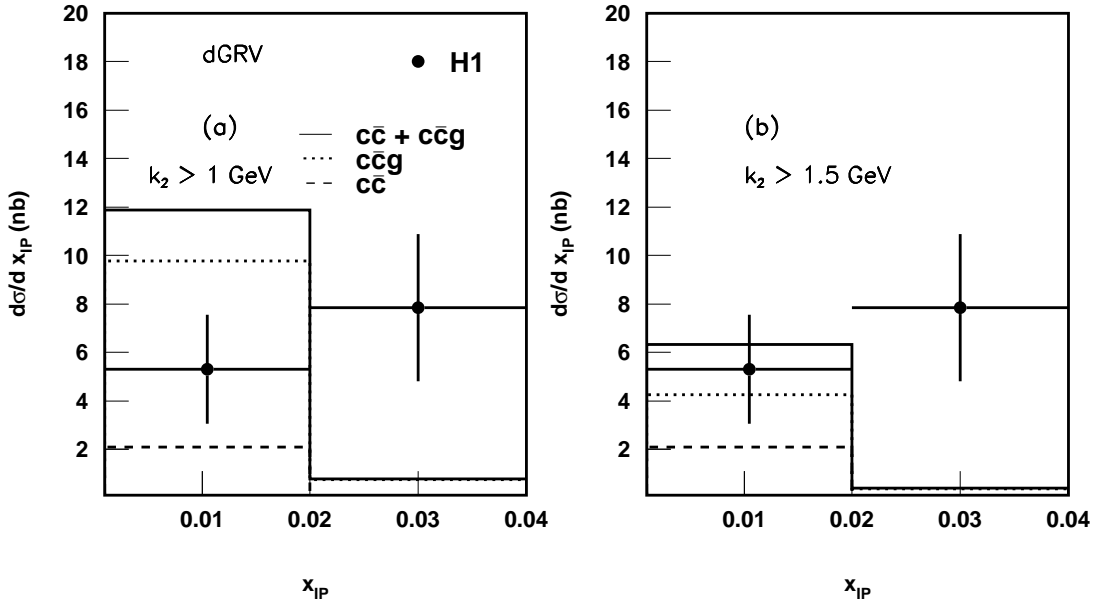 20
18
16
14
12
10
8
6
4
2
dσ/d x_IP (nb)
dGRV
H1
(a)
k₂ > 1 GeV
cc̄ + cc̄g
cc̄g
cc̄
0.01 0.02 0.03 0.04
x_IP
20
18
16
14
12
10
8
6
4
2
dσ/d x_IP (nb)
(b)
k₂ > 1.5 GeV
0.01 0.02 0.03 0.04
x_IP